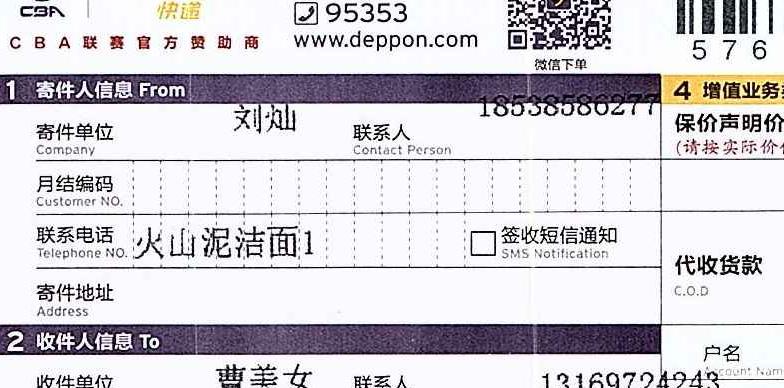 CBA 快递 95353
CBA联赛官方赞助商 www.deppon.com
微信下单
576
1 寄件人信息 From
4 增值业务
刘灿 18538586277
寄件单位 联系人
Company Contact Person
保价声明价
(请按实际价
月结编码
Customer NO.
联系电话 火山泥洁面1 签收短信通知
Telephone NO. SMS Notification
代收货款
C.O.D
寄件地址
Address
2 收件人信息 To
户名
Account Nam
收件单位 曹美女 联系人 13169724243